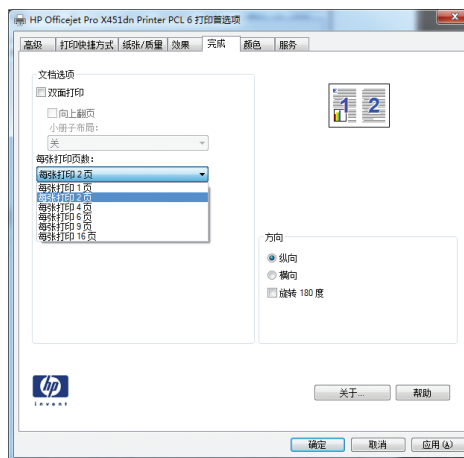 HP Officejet Pro X451dn Printer PCL 6 打印首选项
高级 打印快捷方式 纸张/质量 效果 完成 颜色 服务
文档选项
双面打印
向上翻页
小册子布局:
关
每张打印页数:
每张打印 2 页
每张打印 1 页
每张打印 2 页
每张打印 4 页
每张打印 6 页
每张打印 9 页
每张打印 16 页
1 2
方向
纵向
横向
旋转 180 度
hp
invent
关于... 帮助
确定 取消 应用(A)